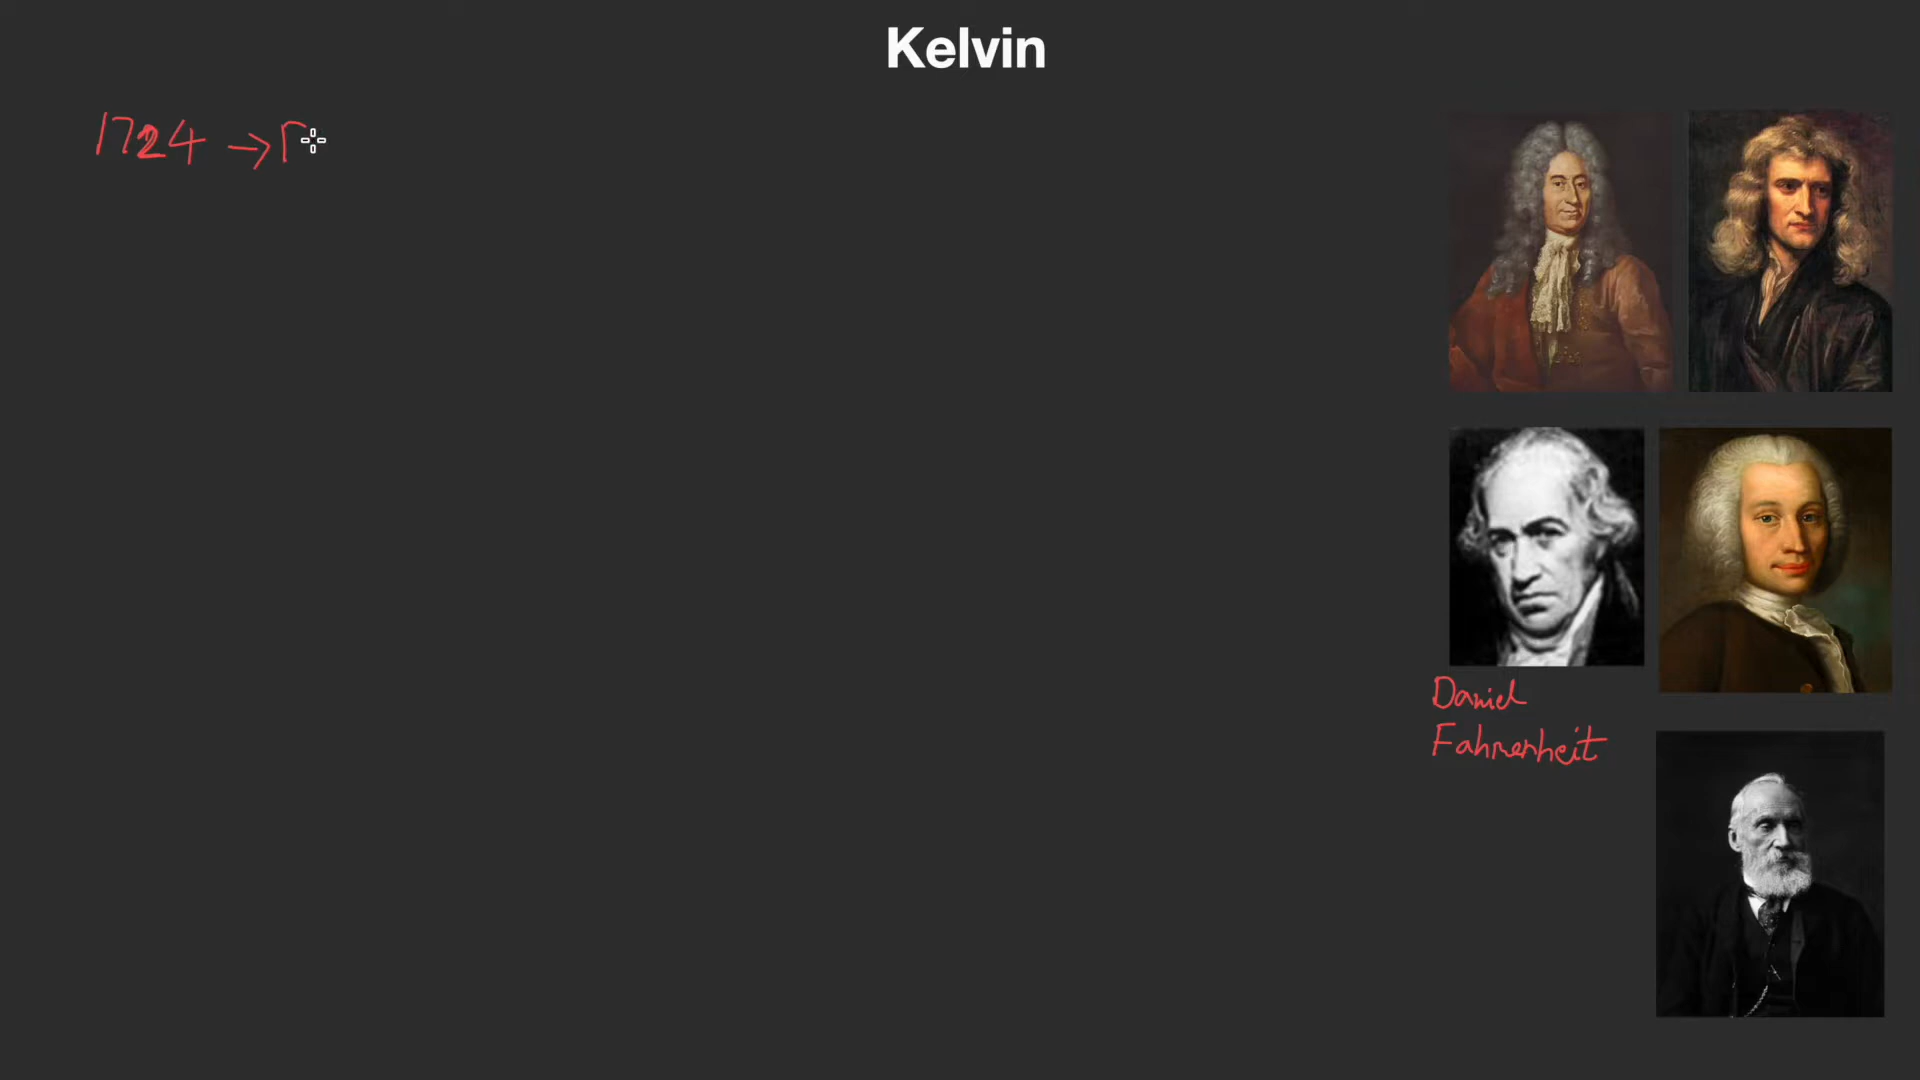 Kelvin
1724 →
Daniel
Fahrenheit